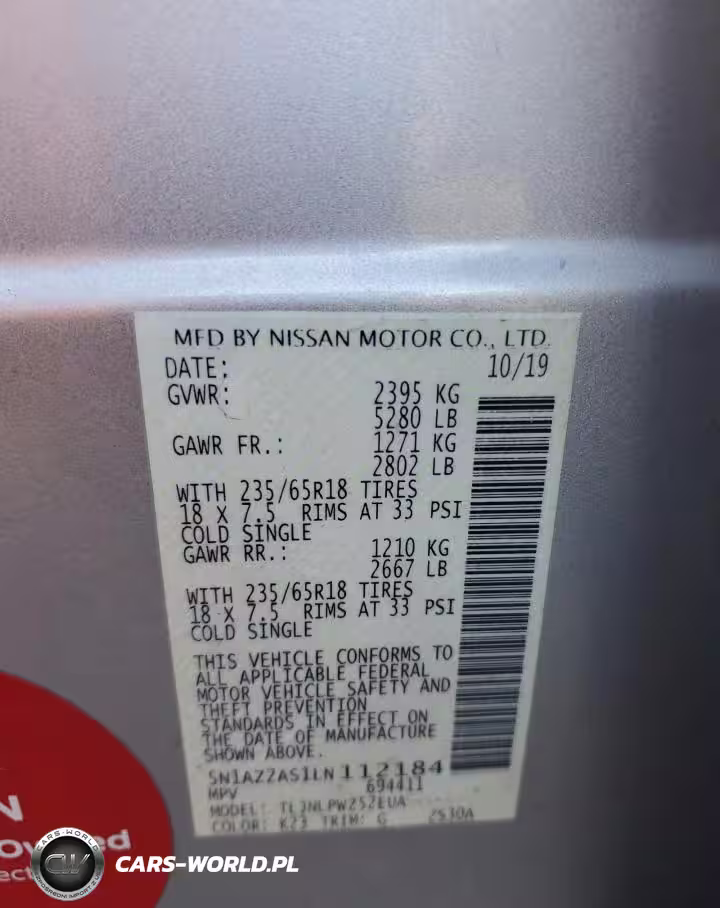 MFD BY NISSAN MOTOR CO., LTD.
DATE: 10/19
GVWR: 2395 KG
5280 LB
GAWR FR.: 1271 KG
2802 LB
WITH 235/65R18 TIRES
18 X 7.5 RIMS AT 33 PSI
COLD SINGLE
GAWR RR.: 1210 KG
2667 LB
WITH 235/65R18 TIRES
18 X 7.5 RIMS AT 33 PSI
COLD SINGLE
THIS VEHICLE CONFORMS TO
ALL APPLICABLE FEDERAL
MOTOR VEHICLE SAFETY AND
THEFT PREVENTION
STANDARDS IN EFFECT ON
THE DATE OF MANUFACTURE
SHOWN ABOVE.
5N1AZ2AS1LN112184
MPV 694411
MODEL:
COLOR: K23 TRIM: G
CARS-WORLD
CARS-WORLD.PL